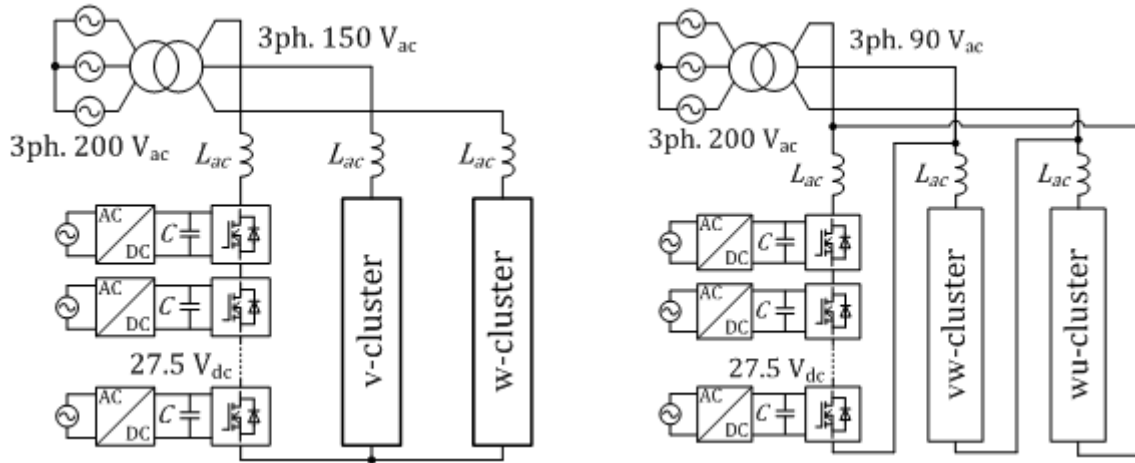 3ph. 150 Vac
3ph. 200 Vac
Lac
Lac
Lac
AC
DC
C
AC
DC
C
27.5 Vdc
AC
DC
C
v-cluster
w-cluster
3ph. 90 Vac
3ph. 200 Vac
Lac
Lac
Lac
AC
DC
C
AC
DC
C
27.5 Vdc
AC
DC
C
vw-cluster
wu-cluster